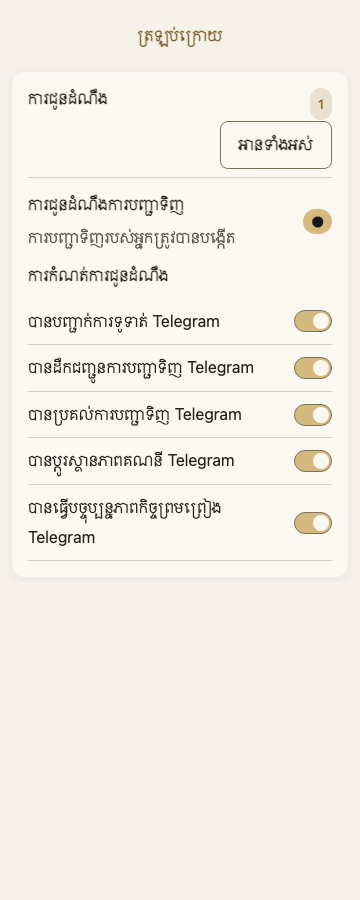 ត្រឡប់ក្រោយ
ការជូនដំណឹង
1
អានទាំងអស់
ការជូនដំណឹងការបញ្ជាទិញ
ការបញ្ជាទិញរបស់អ្នកត្រូវបានបង្កើត
ការកំណត់ការជូនដំណឹង
បានបញ្ជាក់ការទូទាត់ Telegram
បានដឹកជញ្ជូនការបញ្ជាទិញ Telegram
បានប្រគល់ការបញ្ជាទិញ Telegram
បានប្តូរស្ថានភាពគណនី Telegram
បានធ្វើបច្ចុប្បន្នភាពកិច្ចព្រមព្រៀង
Telegram